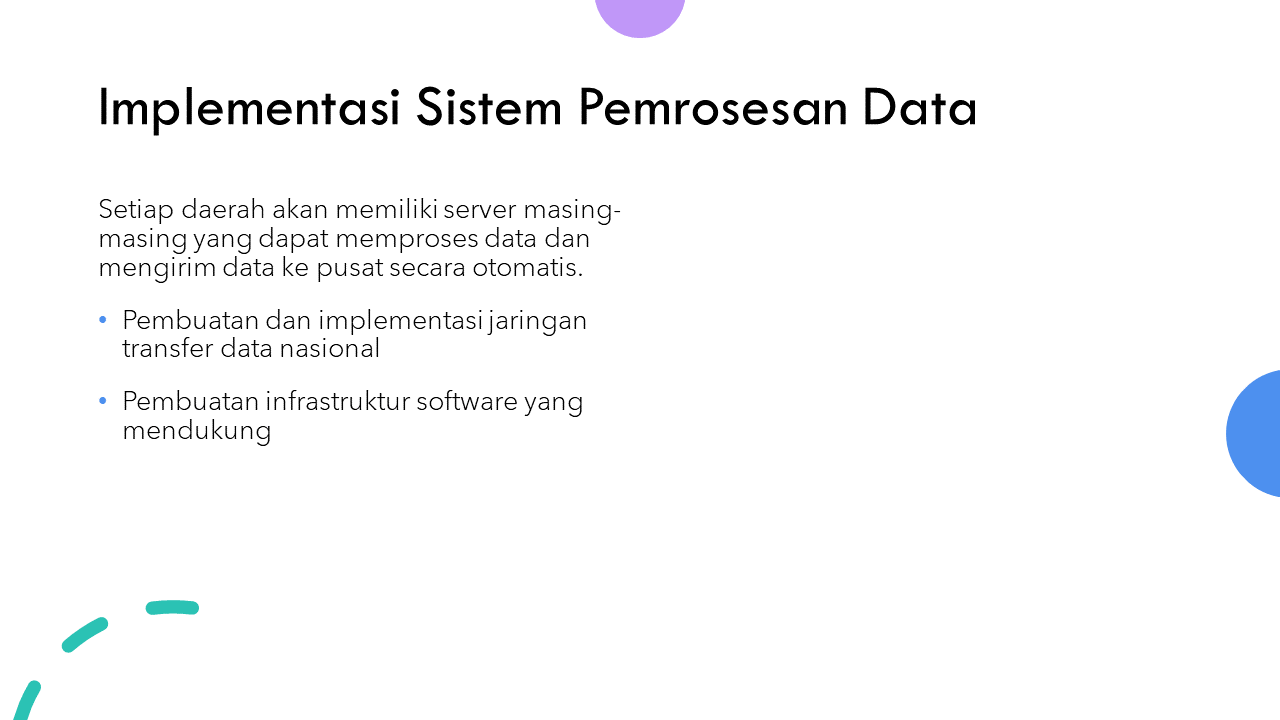 Implementasi Sistem Pemrosesan Data
Setiap daerah akan memiliki server masing-
masing yang dapat memproses data dan
mengirim data ke pusat secara otomatis.
• Pembuatan dan implementasi jaringan
transfer data nasional
• Pembuatan infrastruktur software yang
mendukung